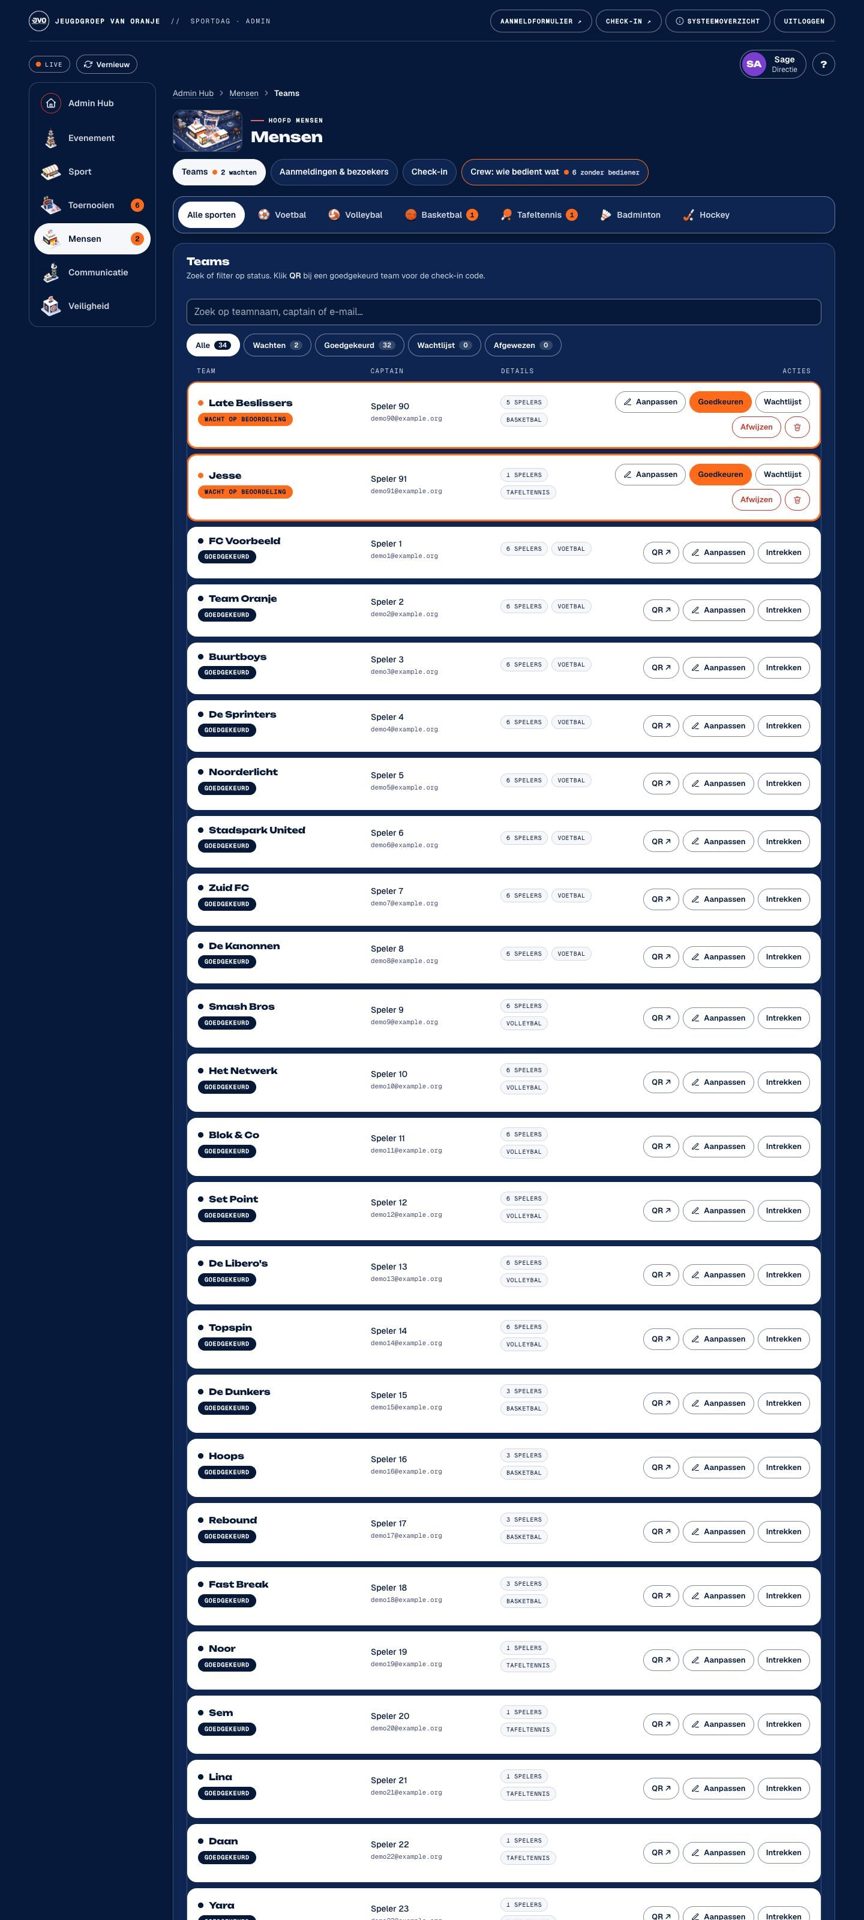 JVO JEUGDGROEP VAN ORANJE // SPORTDAG · ADMIN
AANMELDFORMULIER ↗ CHECK-IN ↗ SYSTEEMOVERZICHT UITLOGGEN
LIVE Vernieuw
SA Sage ?
Directie
Admin Hub
Evenement
Sport
Toernooien 6
Mensen 2
Communicatie
Veiligheid
Admin Hub > Mensen > Teams
HOOFD MENSEN
Mensen
Teams 2 wachten Aanmeldingen & bezoekers Check-in Crew: wie bedient wat 6 zonder bediener
Alle sporten Voetbal Volleybal Basketbal 1 Tafeltennis 1 Badminton Hockey
Teams
Zoek of filter op status. Klik QR bij een goedgekeurd team voor de check-in code.
Zoek op teamnaam, captain of e-mail...
Alle 34 Wachten 2 Goedgekeurd 32 Wachtlijst 0 Afgewezen 0
TEAM CAPTAIN DETAILS ACTIES
Late Beslissers Speler 90 5 SPELERS Aanpassen Goedkeuren Wachtlijst
WACHT OP BEOORDELING demo90@example.org BASKETBAL Afwijzen
Jesse Speler 91 1 SPELERS Aanpassen Goedkeuren Wachtlijst
WACHT OP BEOORDELING demo91@example.org TAFELTENNIS Afwijzen
FC Voorbeeld Speler 1 6 SPELERS VOETBAL QR ↗ Aanpassen Intrekken
GOEDGEKEURD demo1@example.org
Team Oranje Speler 2 6 SPELERS VOETBAL QR ↗ Aanpassen Intrekken
GOEDGEKEURD demo2@example.org
Buurtboys Speler 3 6 SPELERS VOETBAL QR ↗ Aanpassen Intrekken
GOEDGEKEURD demo3@example.org
De Sprinters Speler 4 6 SPELERS VOETBAL QR ↗ Aanpassen Intrekken
GOEDGEKEURD demo4@example.org
Noorderlicht Speler 5 6 SPELERS VOETBAL QR ↗ Aanpassen Intrekken
GOEDGEKEURD demo5@example.org
Stadspark United Speler 6 6 SPELERS VOETBAL QR ↗ Aanpassen Intrekken
GOEDGEKEURD demo6@example.org
Zuid FC Speler 7 6 SPELERS VOETBAL QR ↗ Aanpassen Intrekken
GOEDGEKEURD demo7@example.org
De Kanonnen Speler 8 6 SPELERS VOETBAL QR ↗ Aanpassen Intrekken
GOEDGEKEURD demo8@example.org
Smash Bros Speler 9 6 SPELERS QR ↗ Aanpassen Intrekken
GOEDGEKEURD demo9@example.org VOLLEYBAL
Het Netwerk Speler 10 6 SPELERS QR ↗ Aanpassen Intrekken
GOEDGEKEURD demo10@example.org VOLLEYBAL
Blok & Co Speler 11 6 SPELERS QR ↗ Aanpassen Intrekken
GOEDGEKEURD demo11@example.org VOLLEYBAL
Set Point Speler 12 6 SPELERS QR ↗ Aanpassen Intrekken
GOEDGEKEURD demo12@example.org VOLLEYBAL
De Libero's Speler 13 6 SPELERS QR ↗ Aanpassen Intrekken
GOEDGEKEURD demo13@example.org VOLLEYBAL
Topspin Speler 14 6 SPELERS QR ↗ Aanpassen Intrekken
GOEDGEKEURD demo14@example.org VOLLEYBAL
De Dunkers Speler 15 3 SPELERS QR ↗ Aanpassen Intrekken
GOEDGEKEURD demo15@example.org BASKETBAL
Hoops Speler 16 3 SPELERS QR ↗ Aanpassen Intrekken
GOEDGEKEURD demo16@example.org BASKETBAL
Rebound Speler 17 3 SPELERS QR ↗ Aanpassen Intrekken
GOEDGEKEURD demo17@example.org BASKETBAL
Fast Break Speler 18 3 SPELERS QR ↗ Aanpassen Intrekken
GOEDGEKEURD demo18@example.org BASKETBAL
Noor Speler 19 1 SPELERS QR ↗ Aanpassen Intrekken
GOEDGEKEURD demo19@example.org TAFELTENNIS
Sem Speler 20 1 SPELERS QR ↗ Aanpassen Intrekken
GOEDGEKEURD demo20@example.org TAFELTENNIS
Lina Speler 21 1 SPELERS QR ↗ Aanpassen Intrekken
GOEDGEKEURD demo21@example.org TAFELTENNIS
Daan Speler 22 1 SPELERS QR ↗ Aanpassen Intrekken
GOEDGEKEURD demo22@example.org TAFELTENNIS
Yara Speler 23 1 SPELERS QR ↗ Aanpassen Intrekken